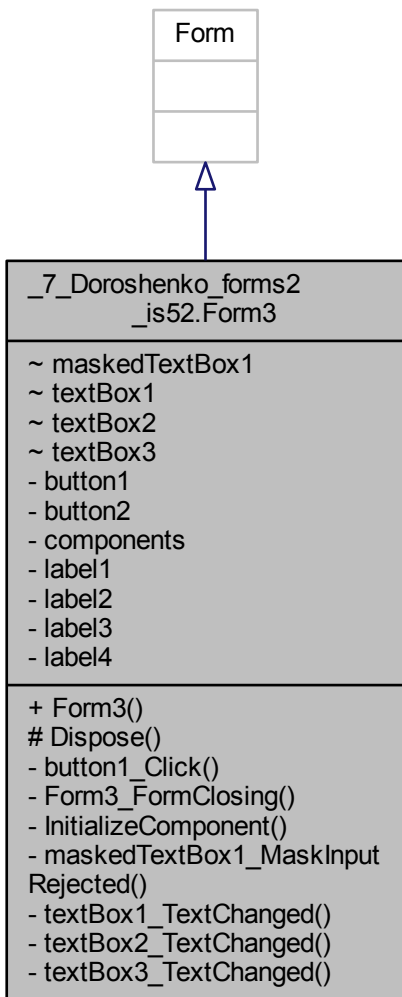 Form
_7_Doroshenko_forms2
_is52.Form3
~ maskedTextBox1
~ textBox1
~ textBox2
~ textBox3
- button1
- button2
- components
- label1
- label2
- label3
- label4
+ Form3()
# Dispose()
- button1_Click()
- Form3_FormClosing()
- InitializeComponent()
- maskedTextBox1_MaskInput
Rejected()
- textBox1_TextChanged()
- textBox2_TextChanged()
- textBox3_TextChanged()